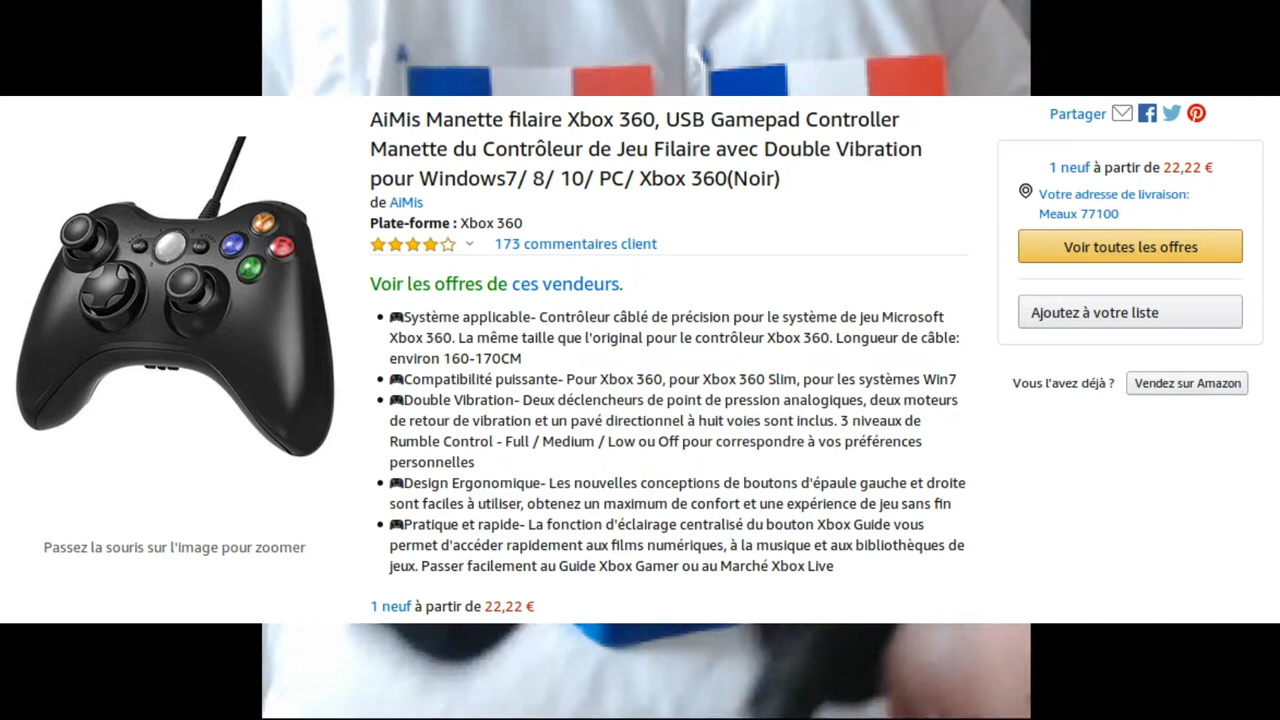 AiMis Manette filaire Xbox 360, USB Gamepad Controller
Manette du Contrôleur de Jeu Filaire avec Double Vibration
pour Windows7/ 8/ 10/ PC/ Xbox 360(Noir)
de AiMis
Plate-forme : Xbox 360
173 commentaires client
Voir les offres de ces vendeurs.
Système applicable- Contrôleur câblé de précision pour le système de jeu Microsoft
Xbox 360. La même taille que l'original pour le contrôleur Xbox 360. Longueur de câble:
environ 160-170CM
Compatibilité puissante- Pour Xbox 360, pour Xbox 360 Slim, pour les systèmes Win7
Double Vibration- Deux déclencheurs de point de pression analogiques, deux moteurs
de retour de vibration et un pavé directionnel à huit voies sont inclus. 3 niveaux de
Rumble Control - Full / Medium / Low ou Off pour correspondre à vos préférences
personnelles
Design Ergonomique- Les nouvelles conceptions de boutons d'épaule gauche et droite
sont faciles à utiliser, obtenez un maximum de confort et une expérience de jeu sans fin
Pratique et rapide- La fonction d'éclairage centralisé du bouton Xbox Guide vous
permet d'accéder rapidement aux films numériques, à la musique et aux bibliothèques de
jeux. Passer facilement au Guide Xbox Gamer ou au Marché Xbox Live
1 neuf à partir de 22,22 €
Passez la souris sur l'image pour zoomer
Partager
1 neuf à partir de 22,22 €
Votre adresse de livraison:
Meaux 77100
Voir toutes les offres
Ajoutez à votre liste
Vous l'avez déjà ? Vendez sur Amazon